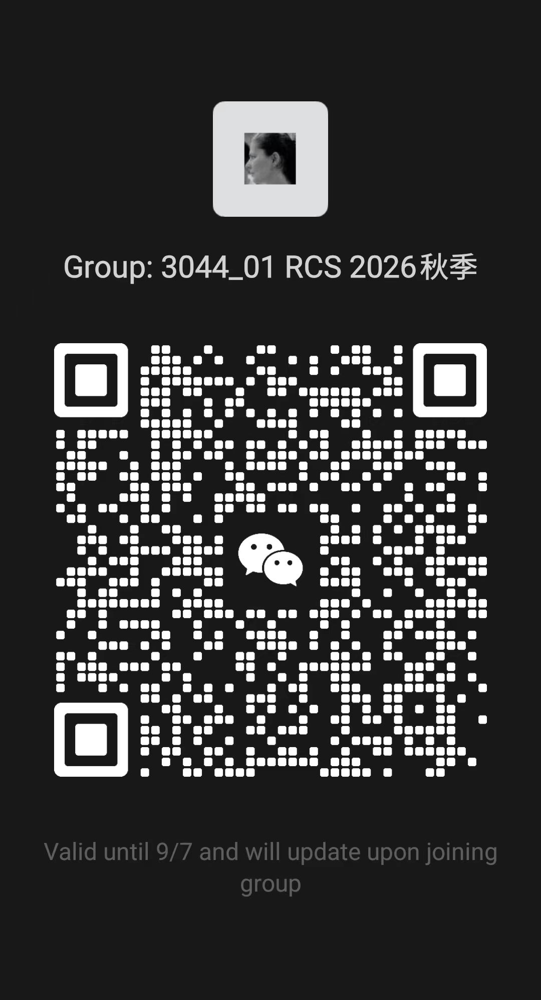 Group: 3044_01 RCS 2026秋季
Valid until 9/7 and will update upon joining
group